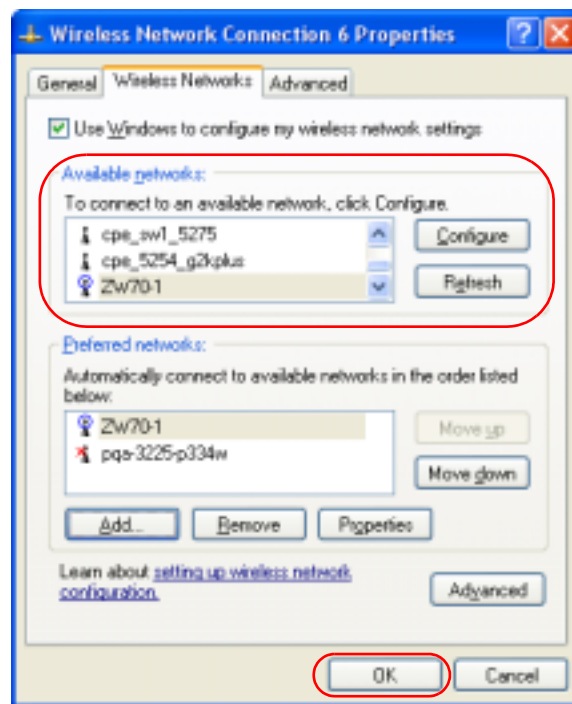 Wireless Network Connection 6 Properties
General Wireless Networks Advanced
Use Windows to configure my wireless network settings
Available networks:
To connect to an available network, click Configure.
cpe_sw1_5275
Configure
cpe_5254_g2kplus
ZW70-1
Refresh
Preferred networks:
Automatically connect to available networks in the order listed
below:
ZW70-1
Move up
pqa-3225-p334w
Move down
Add... Remove Properties
Learn about setting up wireless network
configuration.
Advanced
OK Cancel